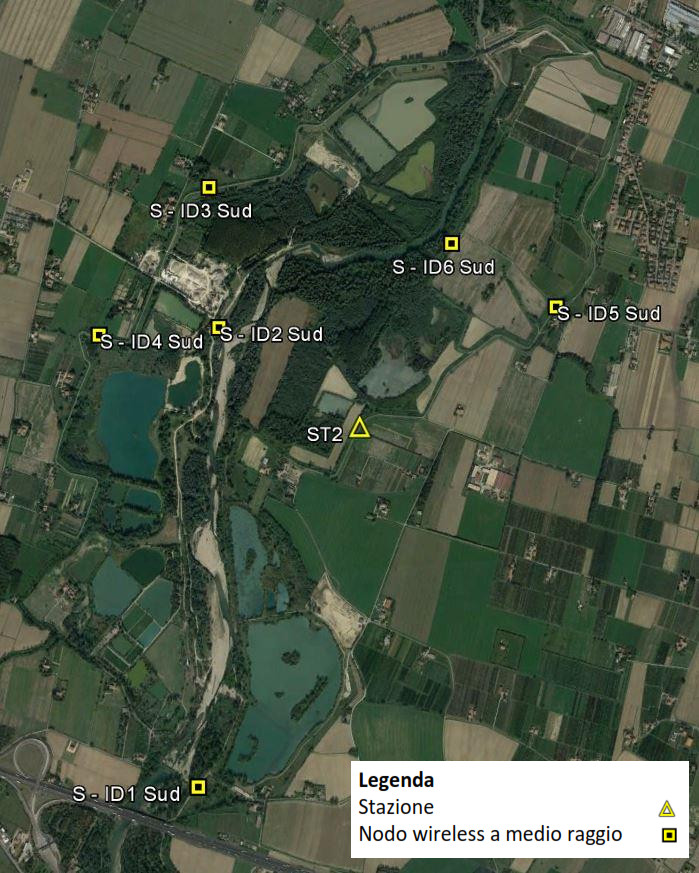 S - ID3 Sud
S - ID6 Sud
S - ID5 Sud
S - ID4 Sud
S - ID2 Sud
ST2
S - ID1 Sud
Legenda
Stazione
Nodo wireless a medio raggio